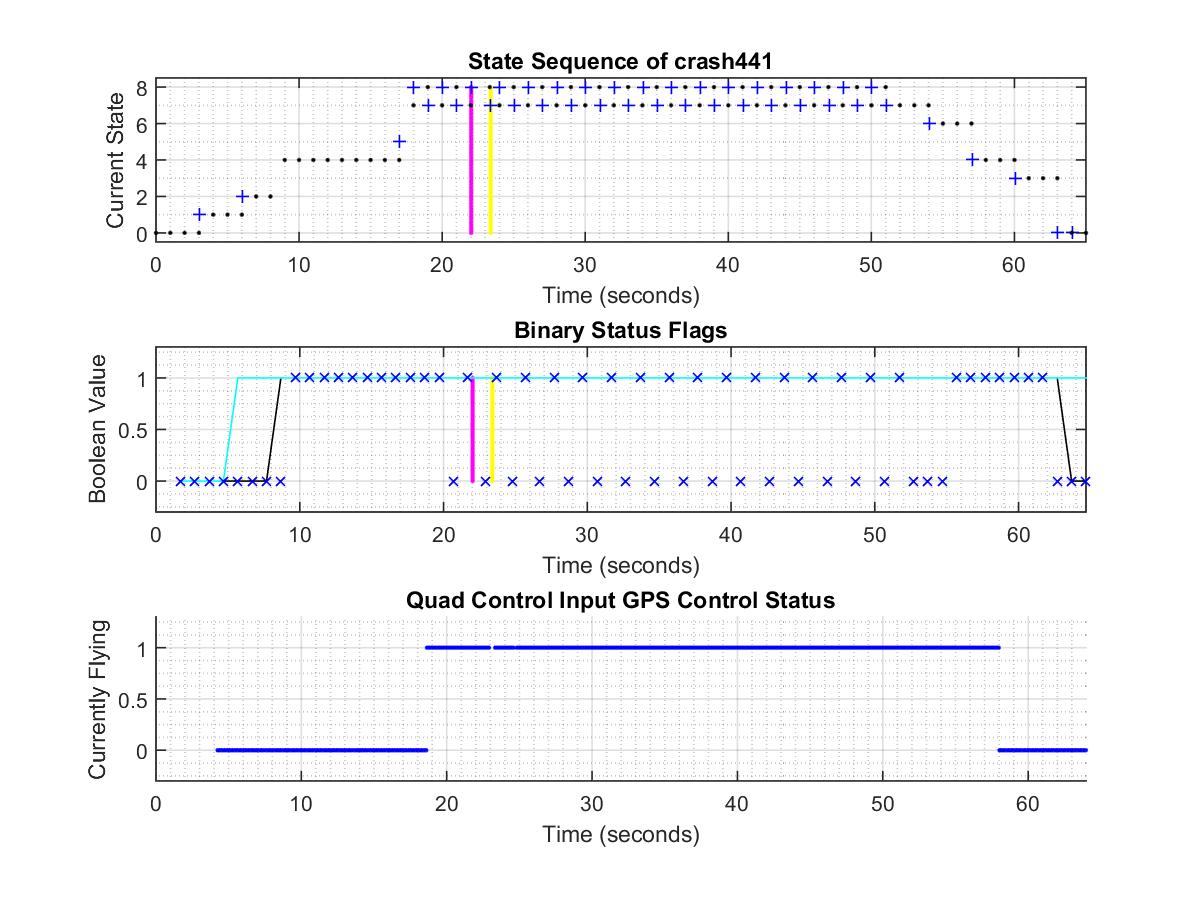 State Sequence of crash441
Current State
8
6
4
2
0
0 10 20 30 40 50 60
Time (seconds)
Binary Status Flags
Boolean Value
1
0.5
0
0 10 20 30 40 50 60
Time (seconds)
Quad Control Input GPS Control Status
Currently Flying
1
0.5
0
0 10 20 30 40 50 60
Time (seconds)